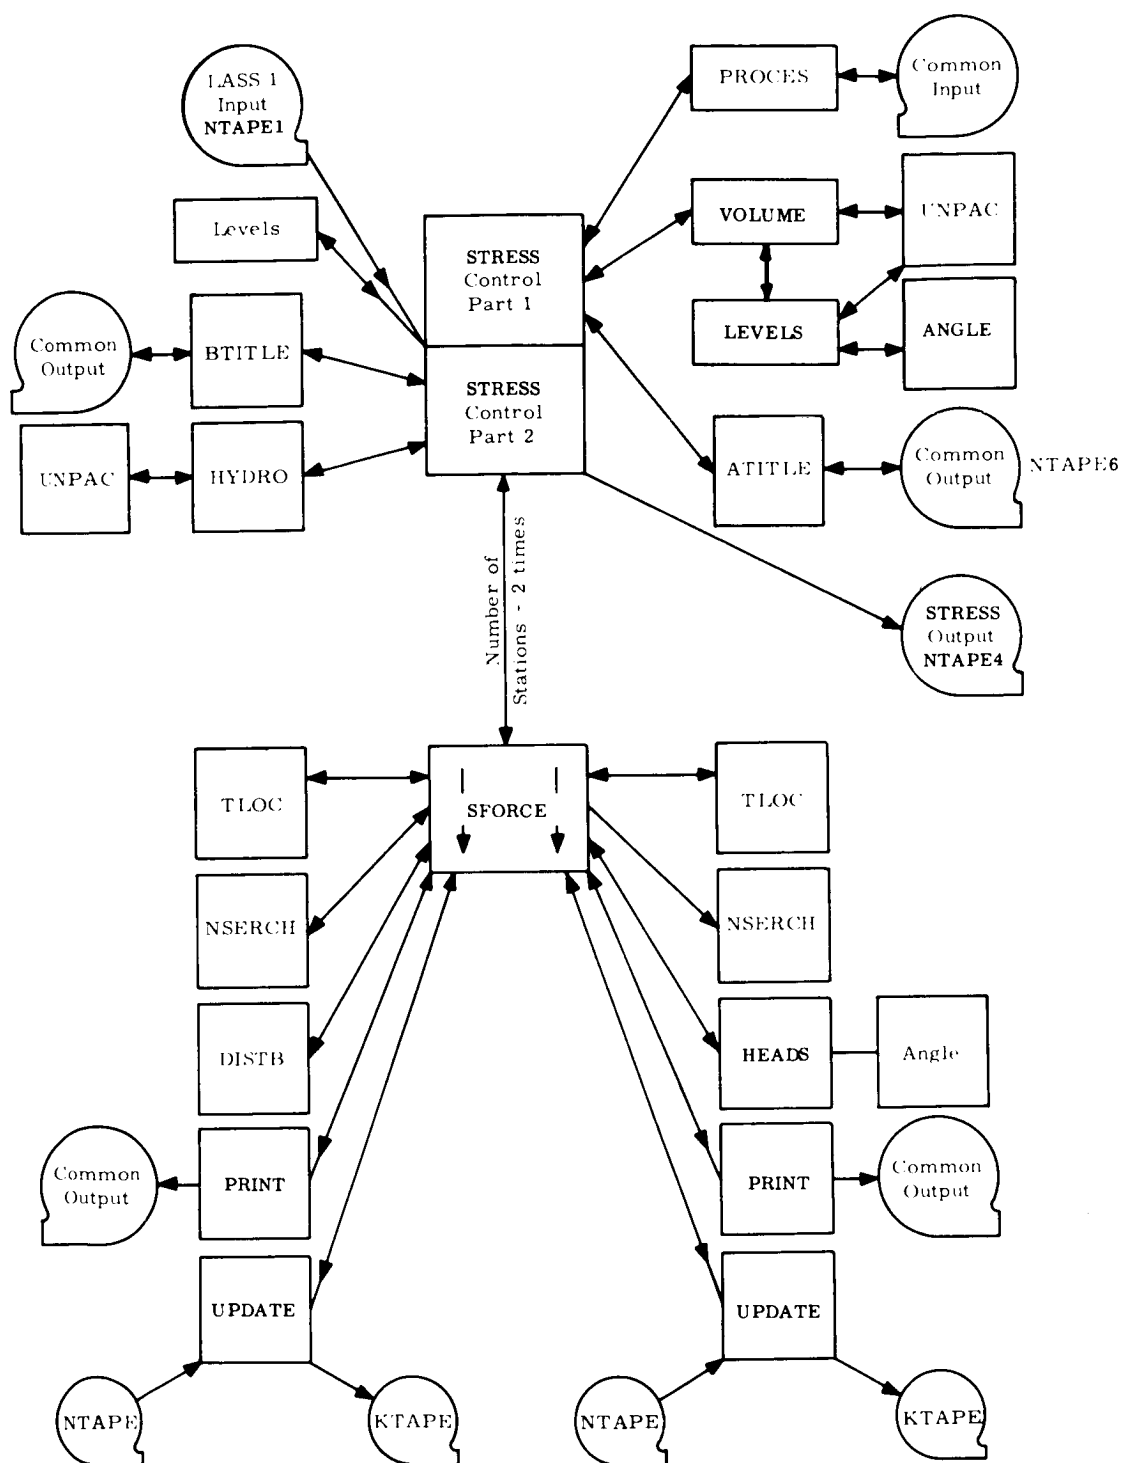 LASS 1
Input
NTAPE1
PROCES
Common
Input
Levels
STRESS
Control
Part 1
VOLUME
UNPAC
LEVELS
ANGLE
Common
Output
BTITLE
STRESS
Control
Part 2
UNPAC
HYDRO
ATITLE
Common
Output
NTAPE6
Number of
Stations - 2 times
STRESS
Output
NTAPE4
TLOC
SFORCE
TLOC
NSERCH
NSERCH
DISTB
HEADS
Angle
Common
Output
PRINT
PRINT
Common
Output
UPDATE
UPDATE
NTAPE
KTAPE
NTAPE
KTAPE